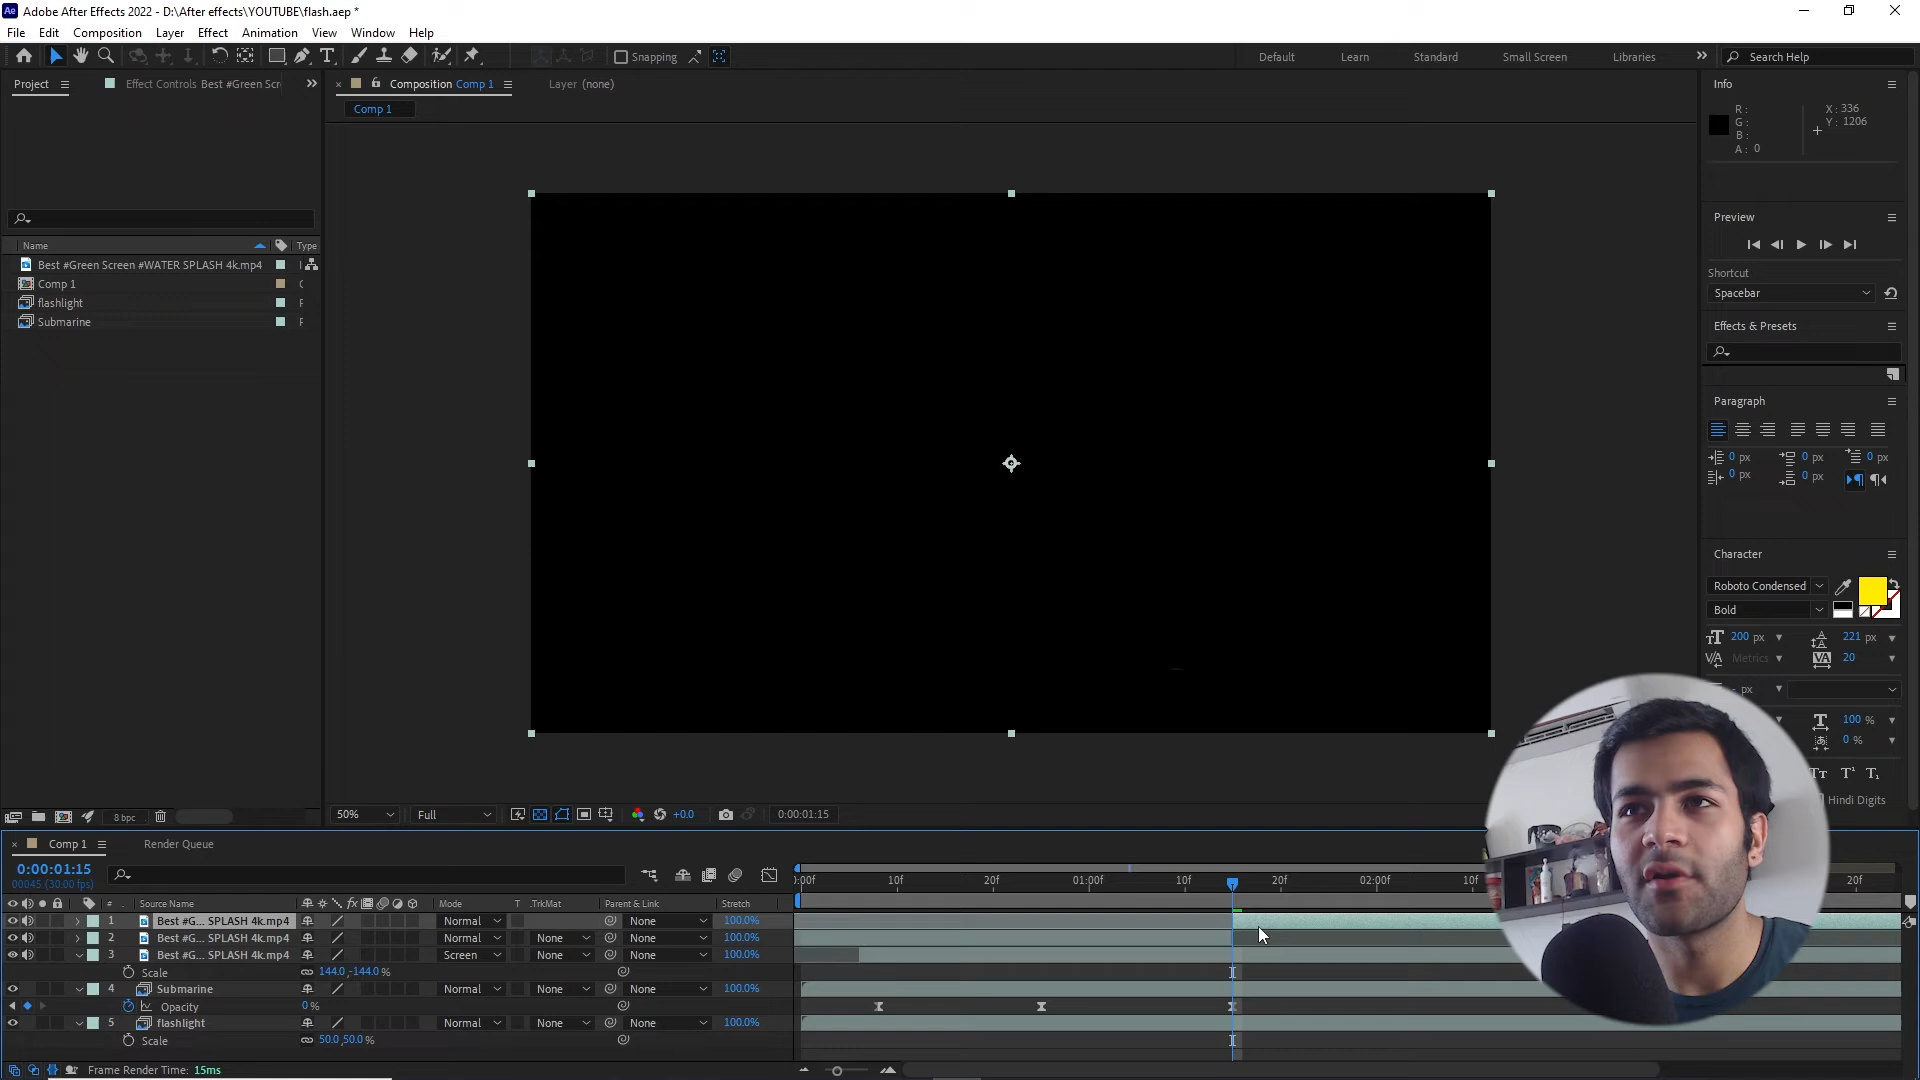 Adobe After Effects 2022 - D:\After effects\YOUTUBE\flash.aep *
File Edit Composition Layer Effect Animation View Window Help
Snapping Default Learn Standard Small Screen Libraries Search Help
Project Effect Controls Best #Green Scr
Composition Comp 1 Layer (none)
Comp 1
Name Type
Best #Green Screen #WATER SPLASH 4k.mp4
Comp 1
flashlight F
Submarine F
8 bpc
50% Full +0.0 0:00:01:15
Info
R :
G :
B :
A : 0
X : 336
Y : 1206
Preview
Shortcut
Spacebar
Effects & Presets
Paragraph
0 px 0 px 0 px
0 px 0 px
Character
Roboto Condensed
Bold
200 px 221 px
Metrics 20
- px
100 %
0 %
TT T¹ T₁
Hindi Digits
Comp 1 Render Queue
0:00:01:15
00045 (30.00 fps)
# Source Name Mode T .TrkMat Parent & Link Stretch
:00f 10f 20f 01:00f 10f 20f 02:00f 10f 20f
1 Best #G... SPLASH 4k.mp4 Normal None 100.0%
2 Best #G... SPLASH 4k.mp4 Normal None None 100.0%
3 Best #G... SPLASH 4k.mp4 Screen None None 100.0%
Scale 144.0,-144.0 %
4 Submarine Normal None None 100.0%
Opacity 0 %
5 flashlight Normal None None 100.0%
Scale 50.0,50.0 %
Frame Render Time: 15ms